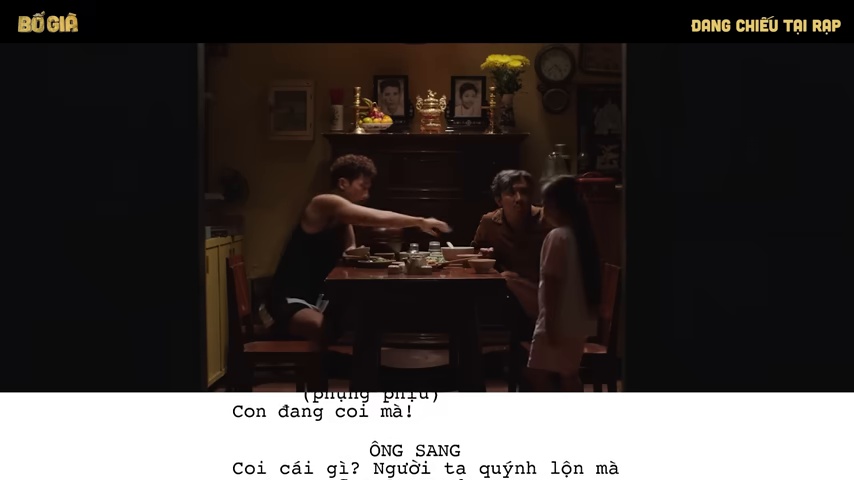 BỐ GIÀ
ĐANG CHIẾU TẠI RẠP
(phụng phịu)
Con đang coi mà!
ÔNG SANG
Coi cái gì? Người ta quýnh lộn mà